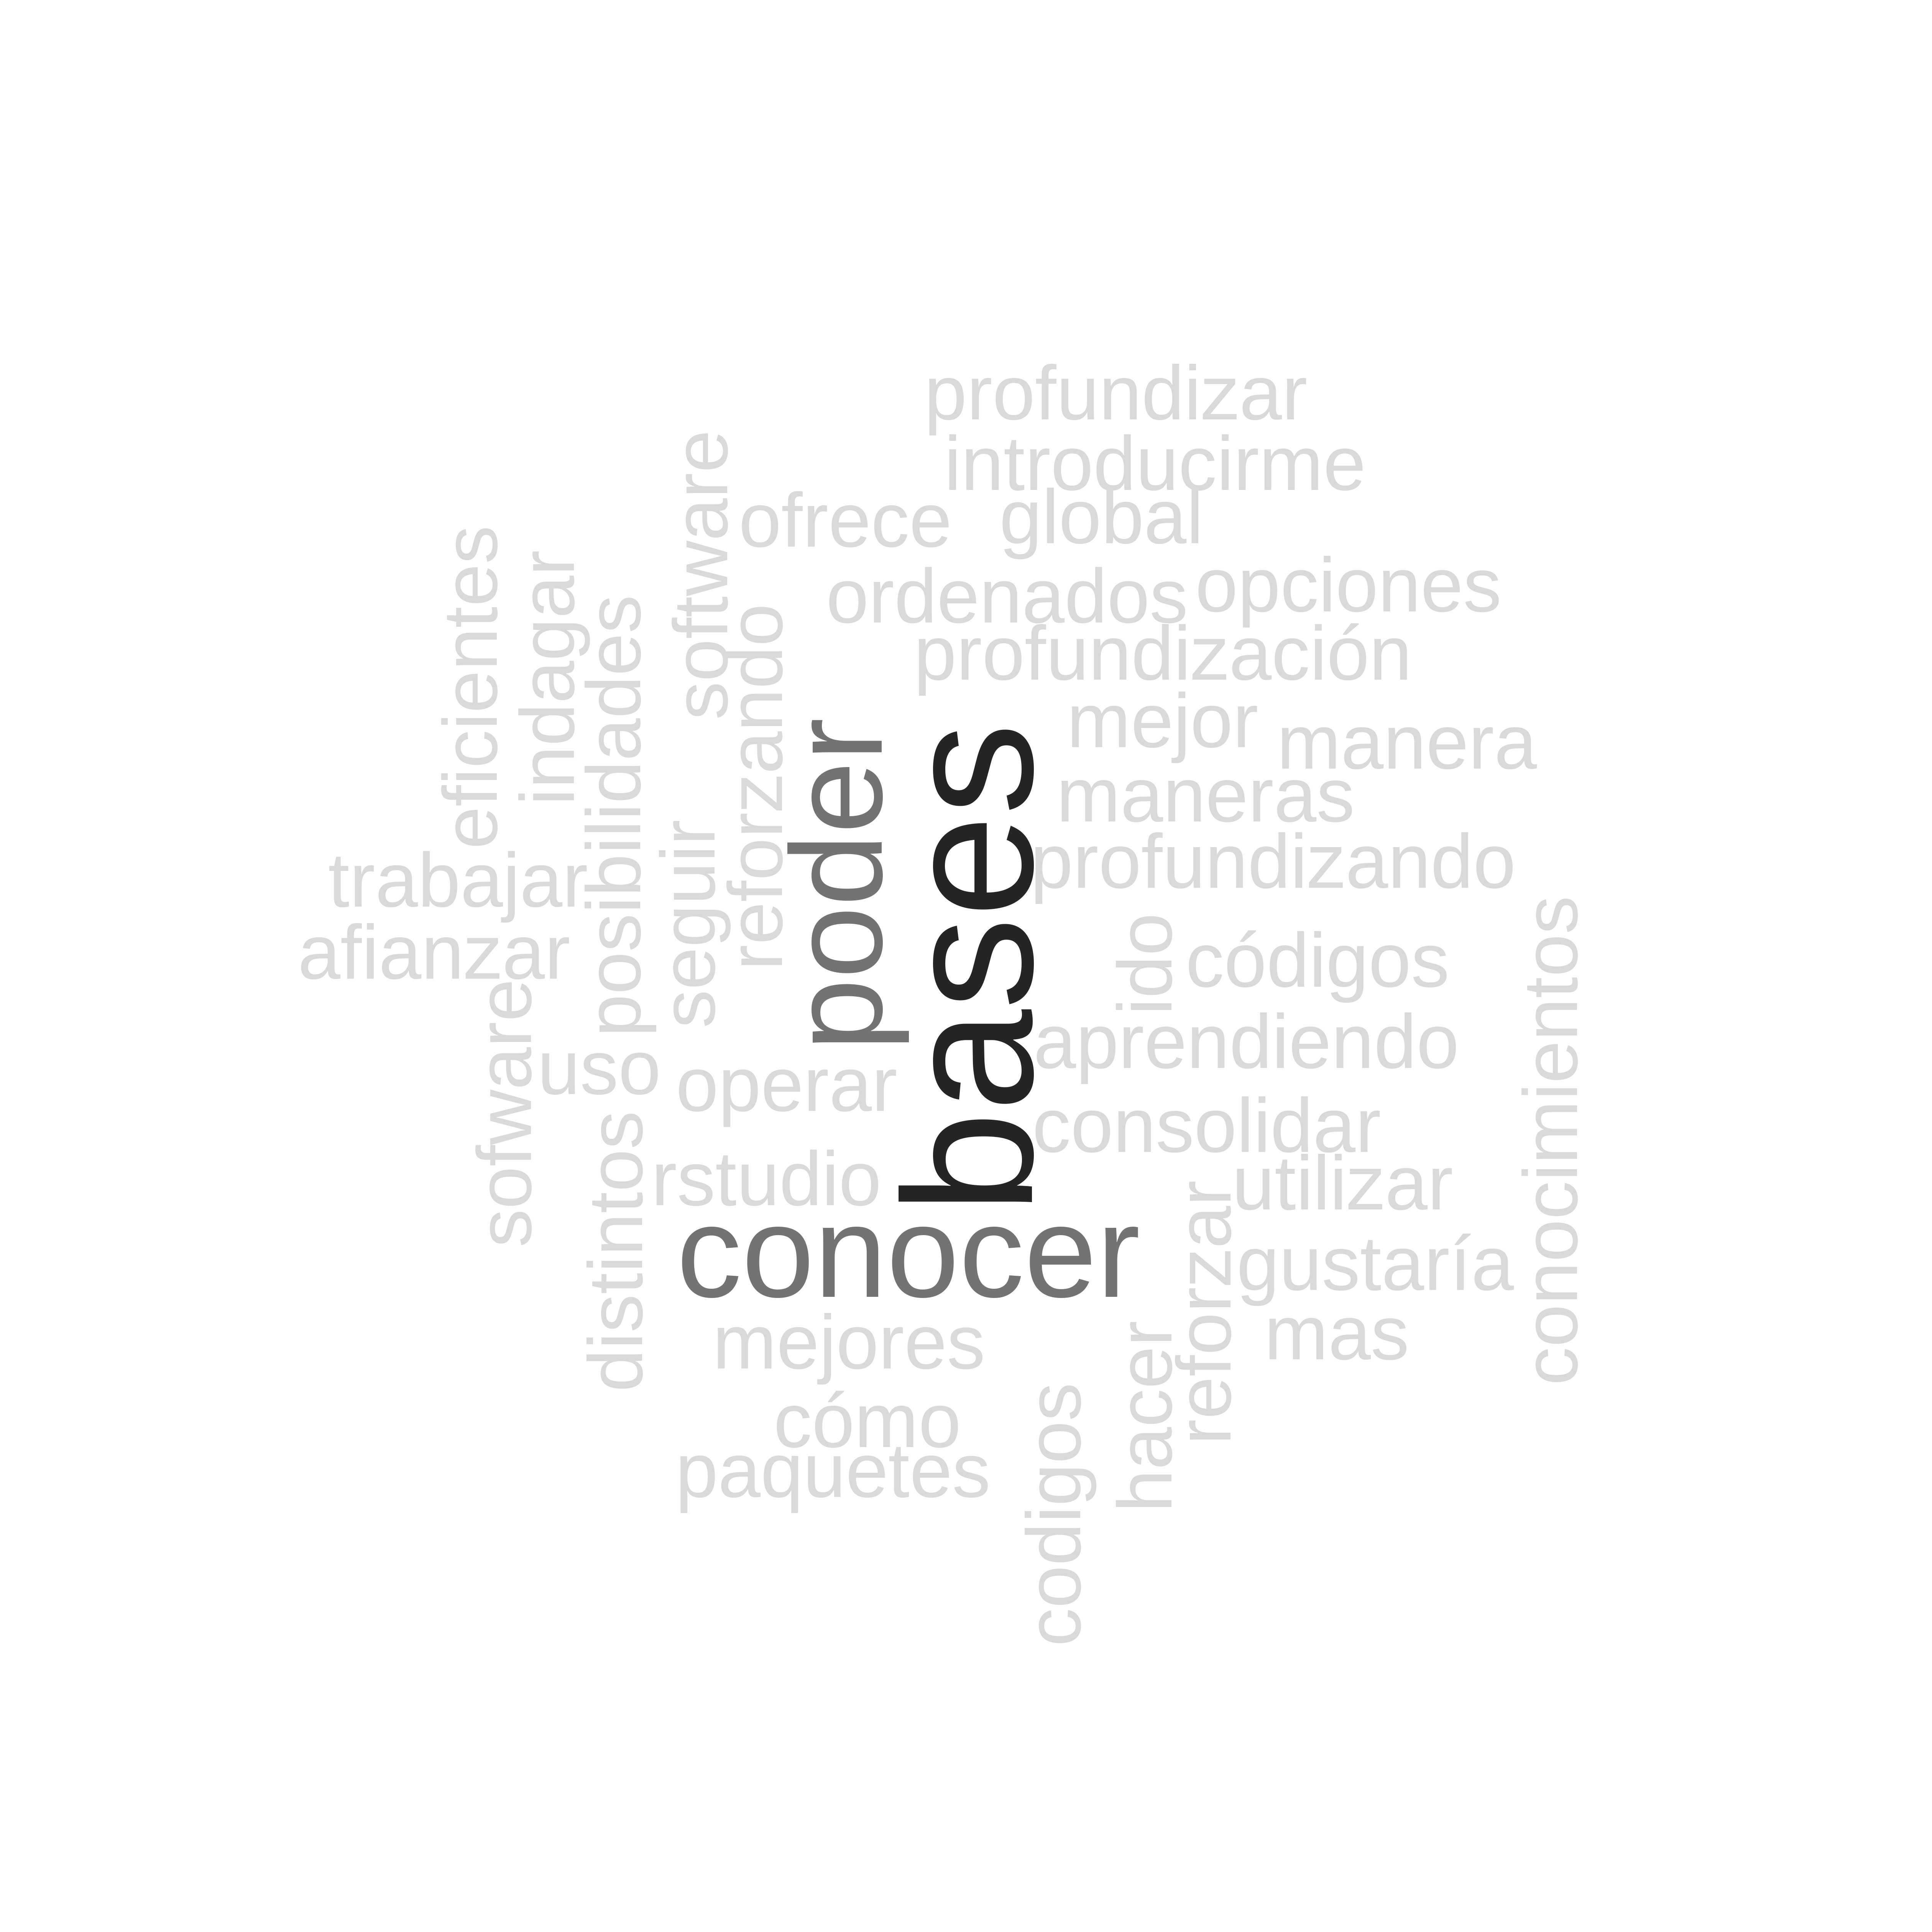 profundizar
introducirme
software
ofrece
global
eficientes
indagar
opciones
ordenados
posibiliidades
reforzando
profundización
mejor
manera
poder
bases
maneras
trabajar
seguir
profundizando
afianzar
ildo
códigos
conocimientos
sofware
uso
operar
aprendiendo
consolidar
distintos
rstudio
utilizar
conocer
reforzar
gustaría
mejores
mas
hacer
cómo
paquetes
codigos